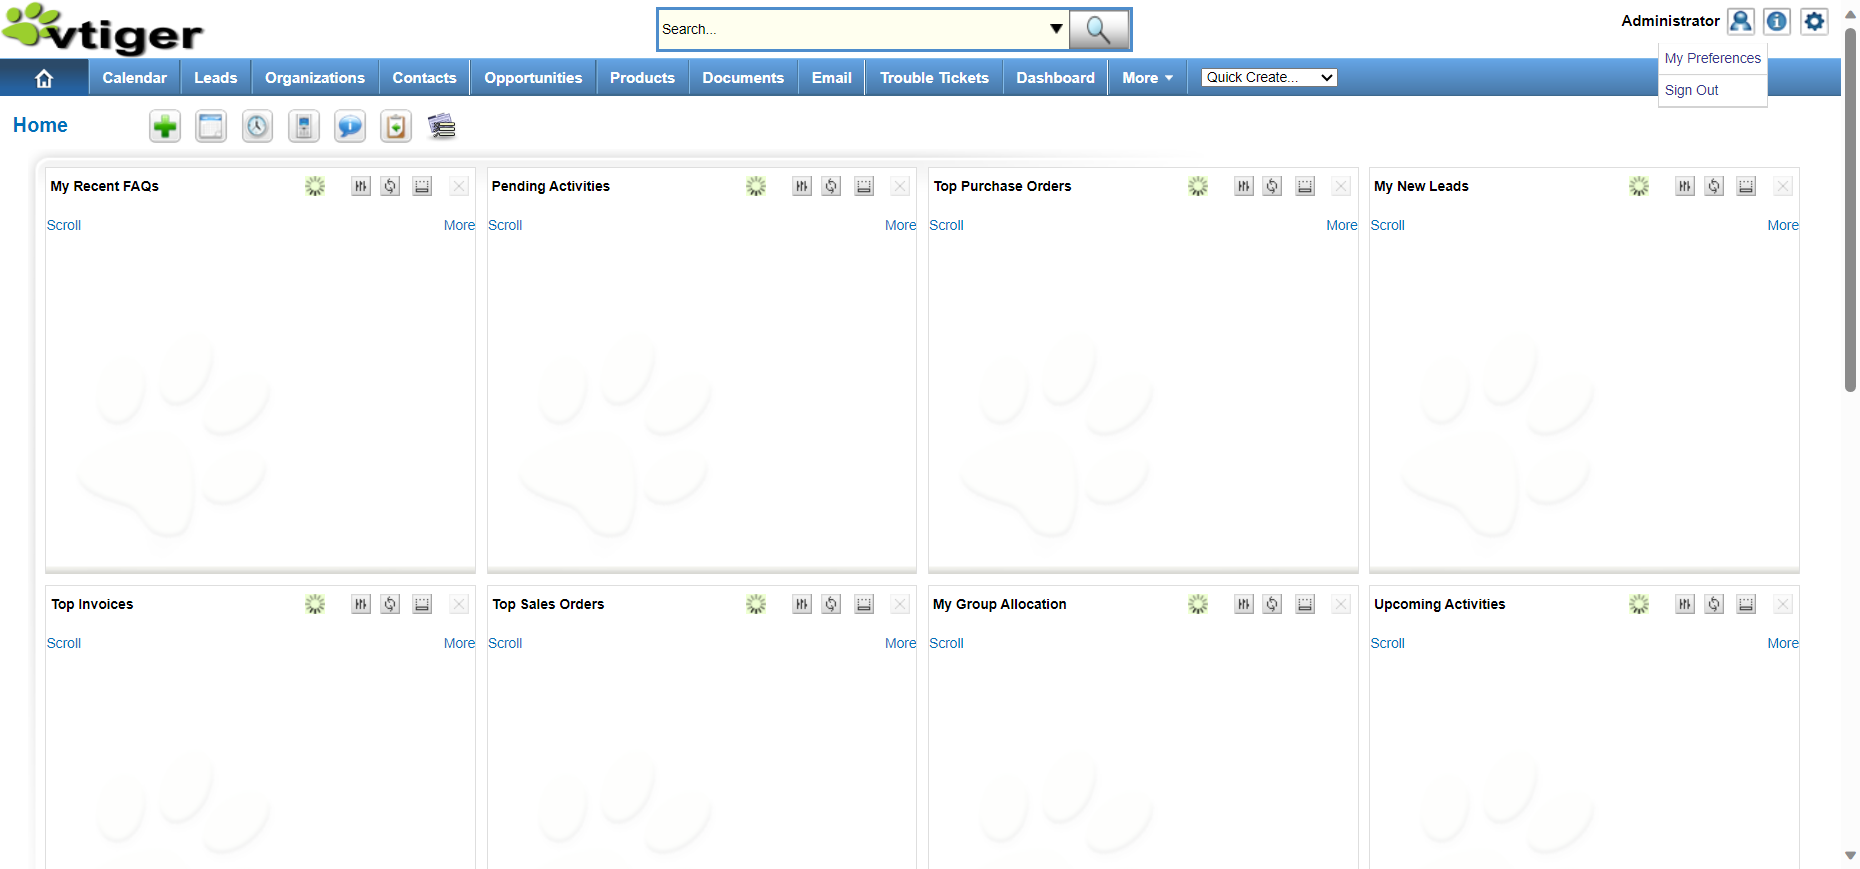 vtiger
Search...
Administrator
My Preferences
Sign Out
Calendar Leads Organizations Contacts Opportunities Products Documents Email Trouble Tickets Dashboard More Quick Create...
Home
My Recent FAQs
Scroll More
Pending Activities
Scroll More
Top Purchase Orders
Scroll More
My New Leads
Scroll More
Top Invoices
Scroll More
Top Sales Orders
Scroll More
My Group Allocation
Scroll
Upcoming Activities
Scroll More